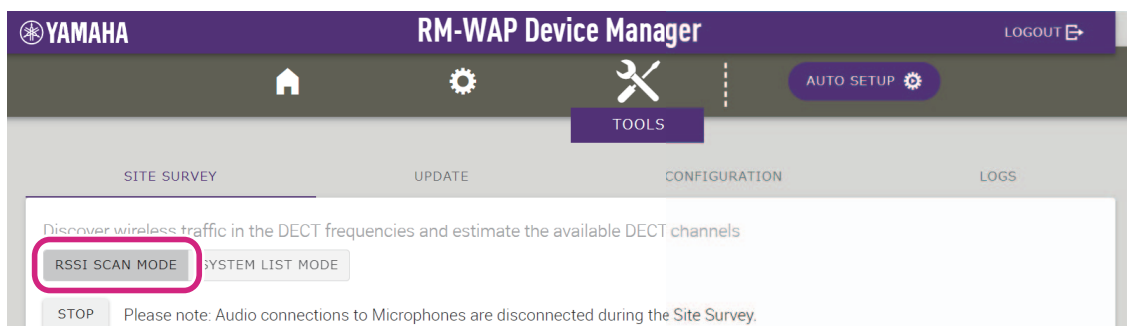 YAMAHA RM-WAP Device Manager LOGOUT
AUTO SETUP
TOOLS
SITE SURVEY UPDATE CONFIGURATION LOGS
Discover wireless traffic in the DECT frequencies and estimate the available DECT channels
RSSI SCAN MODE SYSTEM LIST MODE
STOP Please note: Audio connections to Microphones are disconnected during the Site Survey.